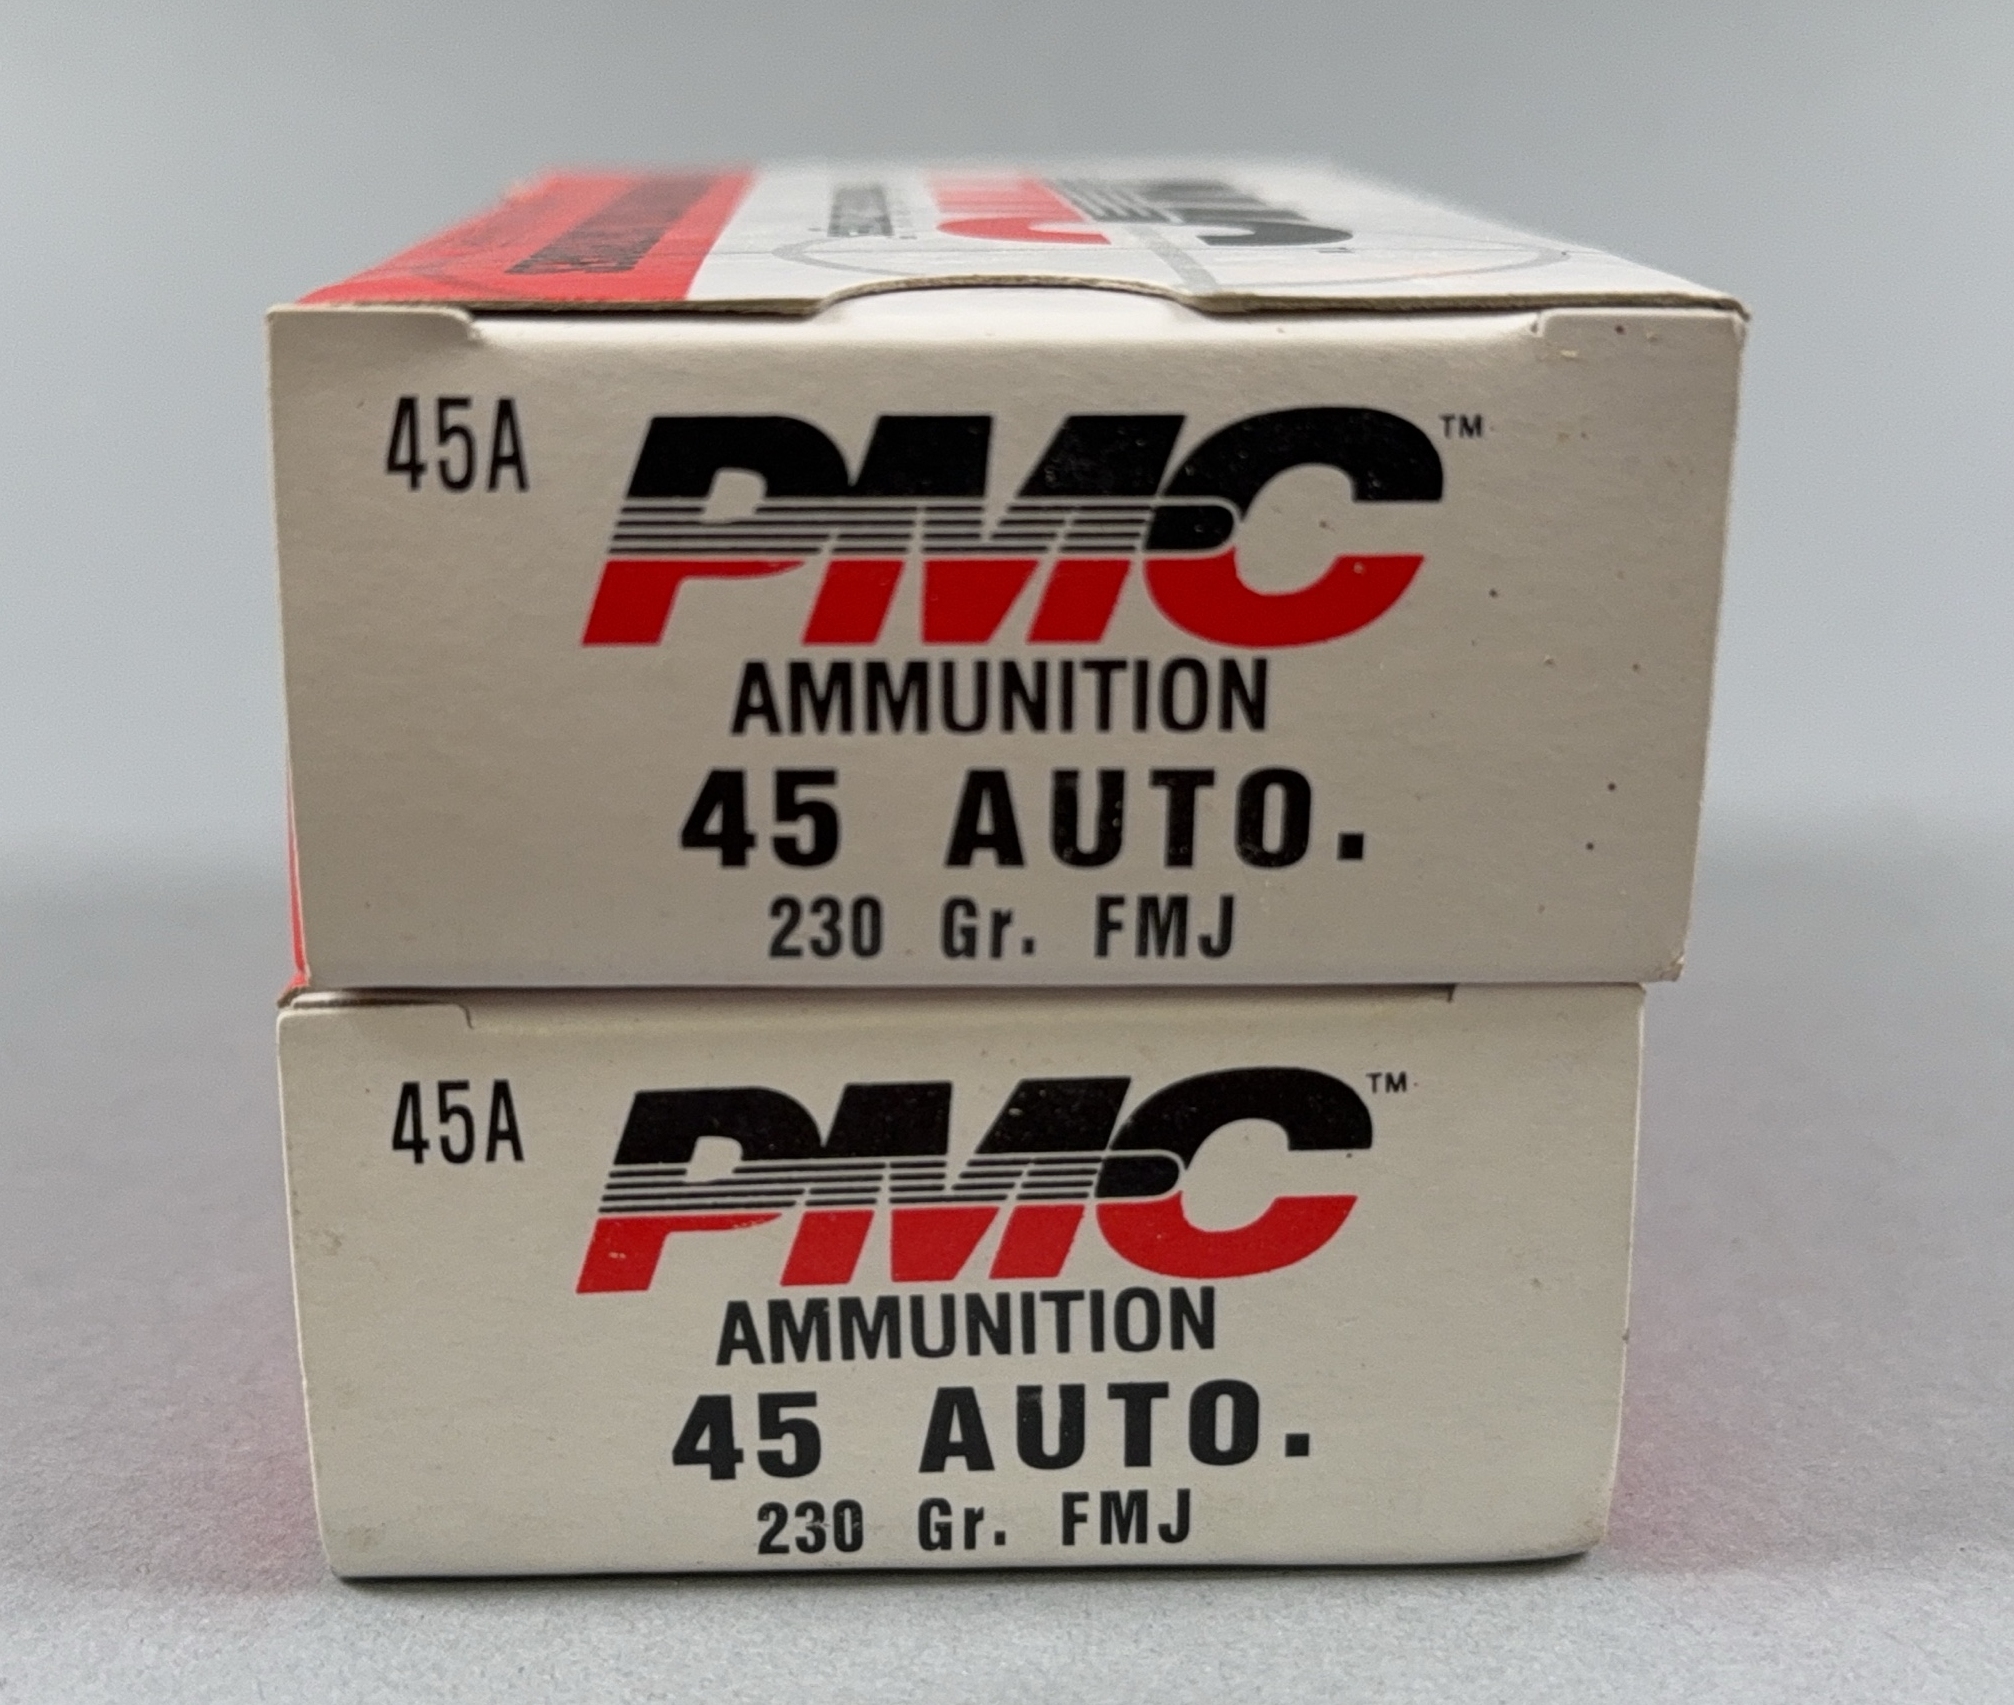 45A
PMC™
AMMUNITION
45 AUTO.
230 Gr. FMJ
45A
PMC™
AMMUNITION
45 AUTO.
230 Gr. FMJ